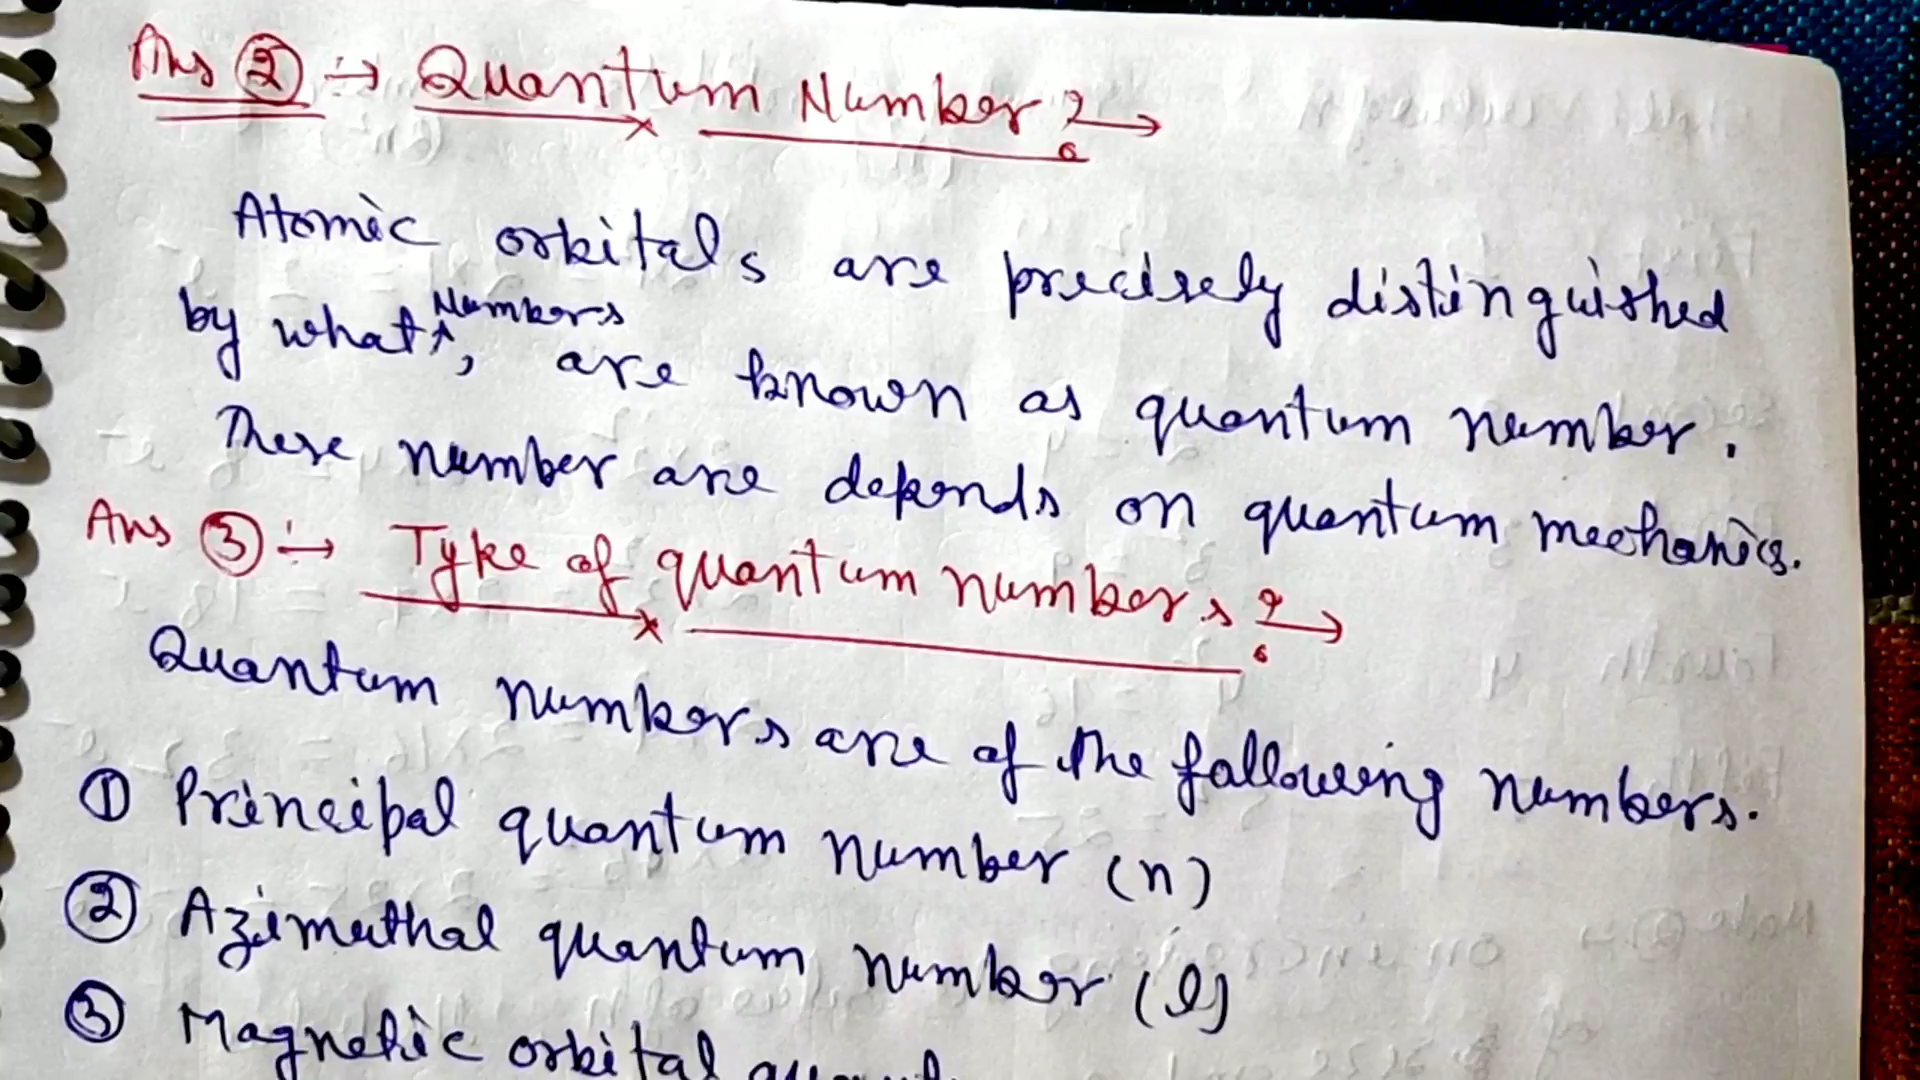 Ans ② :→ Quantum Number :→
Atomic orbitals are precisely distinguished
by what Numbers, are known as quantum number.
These number are depends on quantum mechanics.
Ans ③ :→ Type of quantum numbers :→
Quantum numbers are of the following numbers.
① Principal quantum number (n)
② Azimuthal quantum number (l)
③ Magnetic orbital